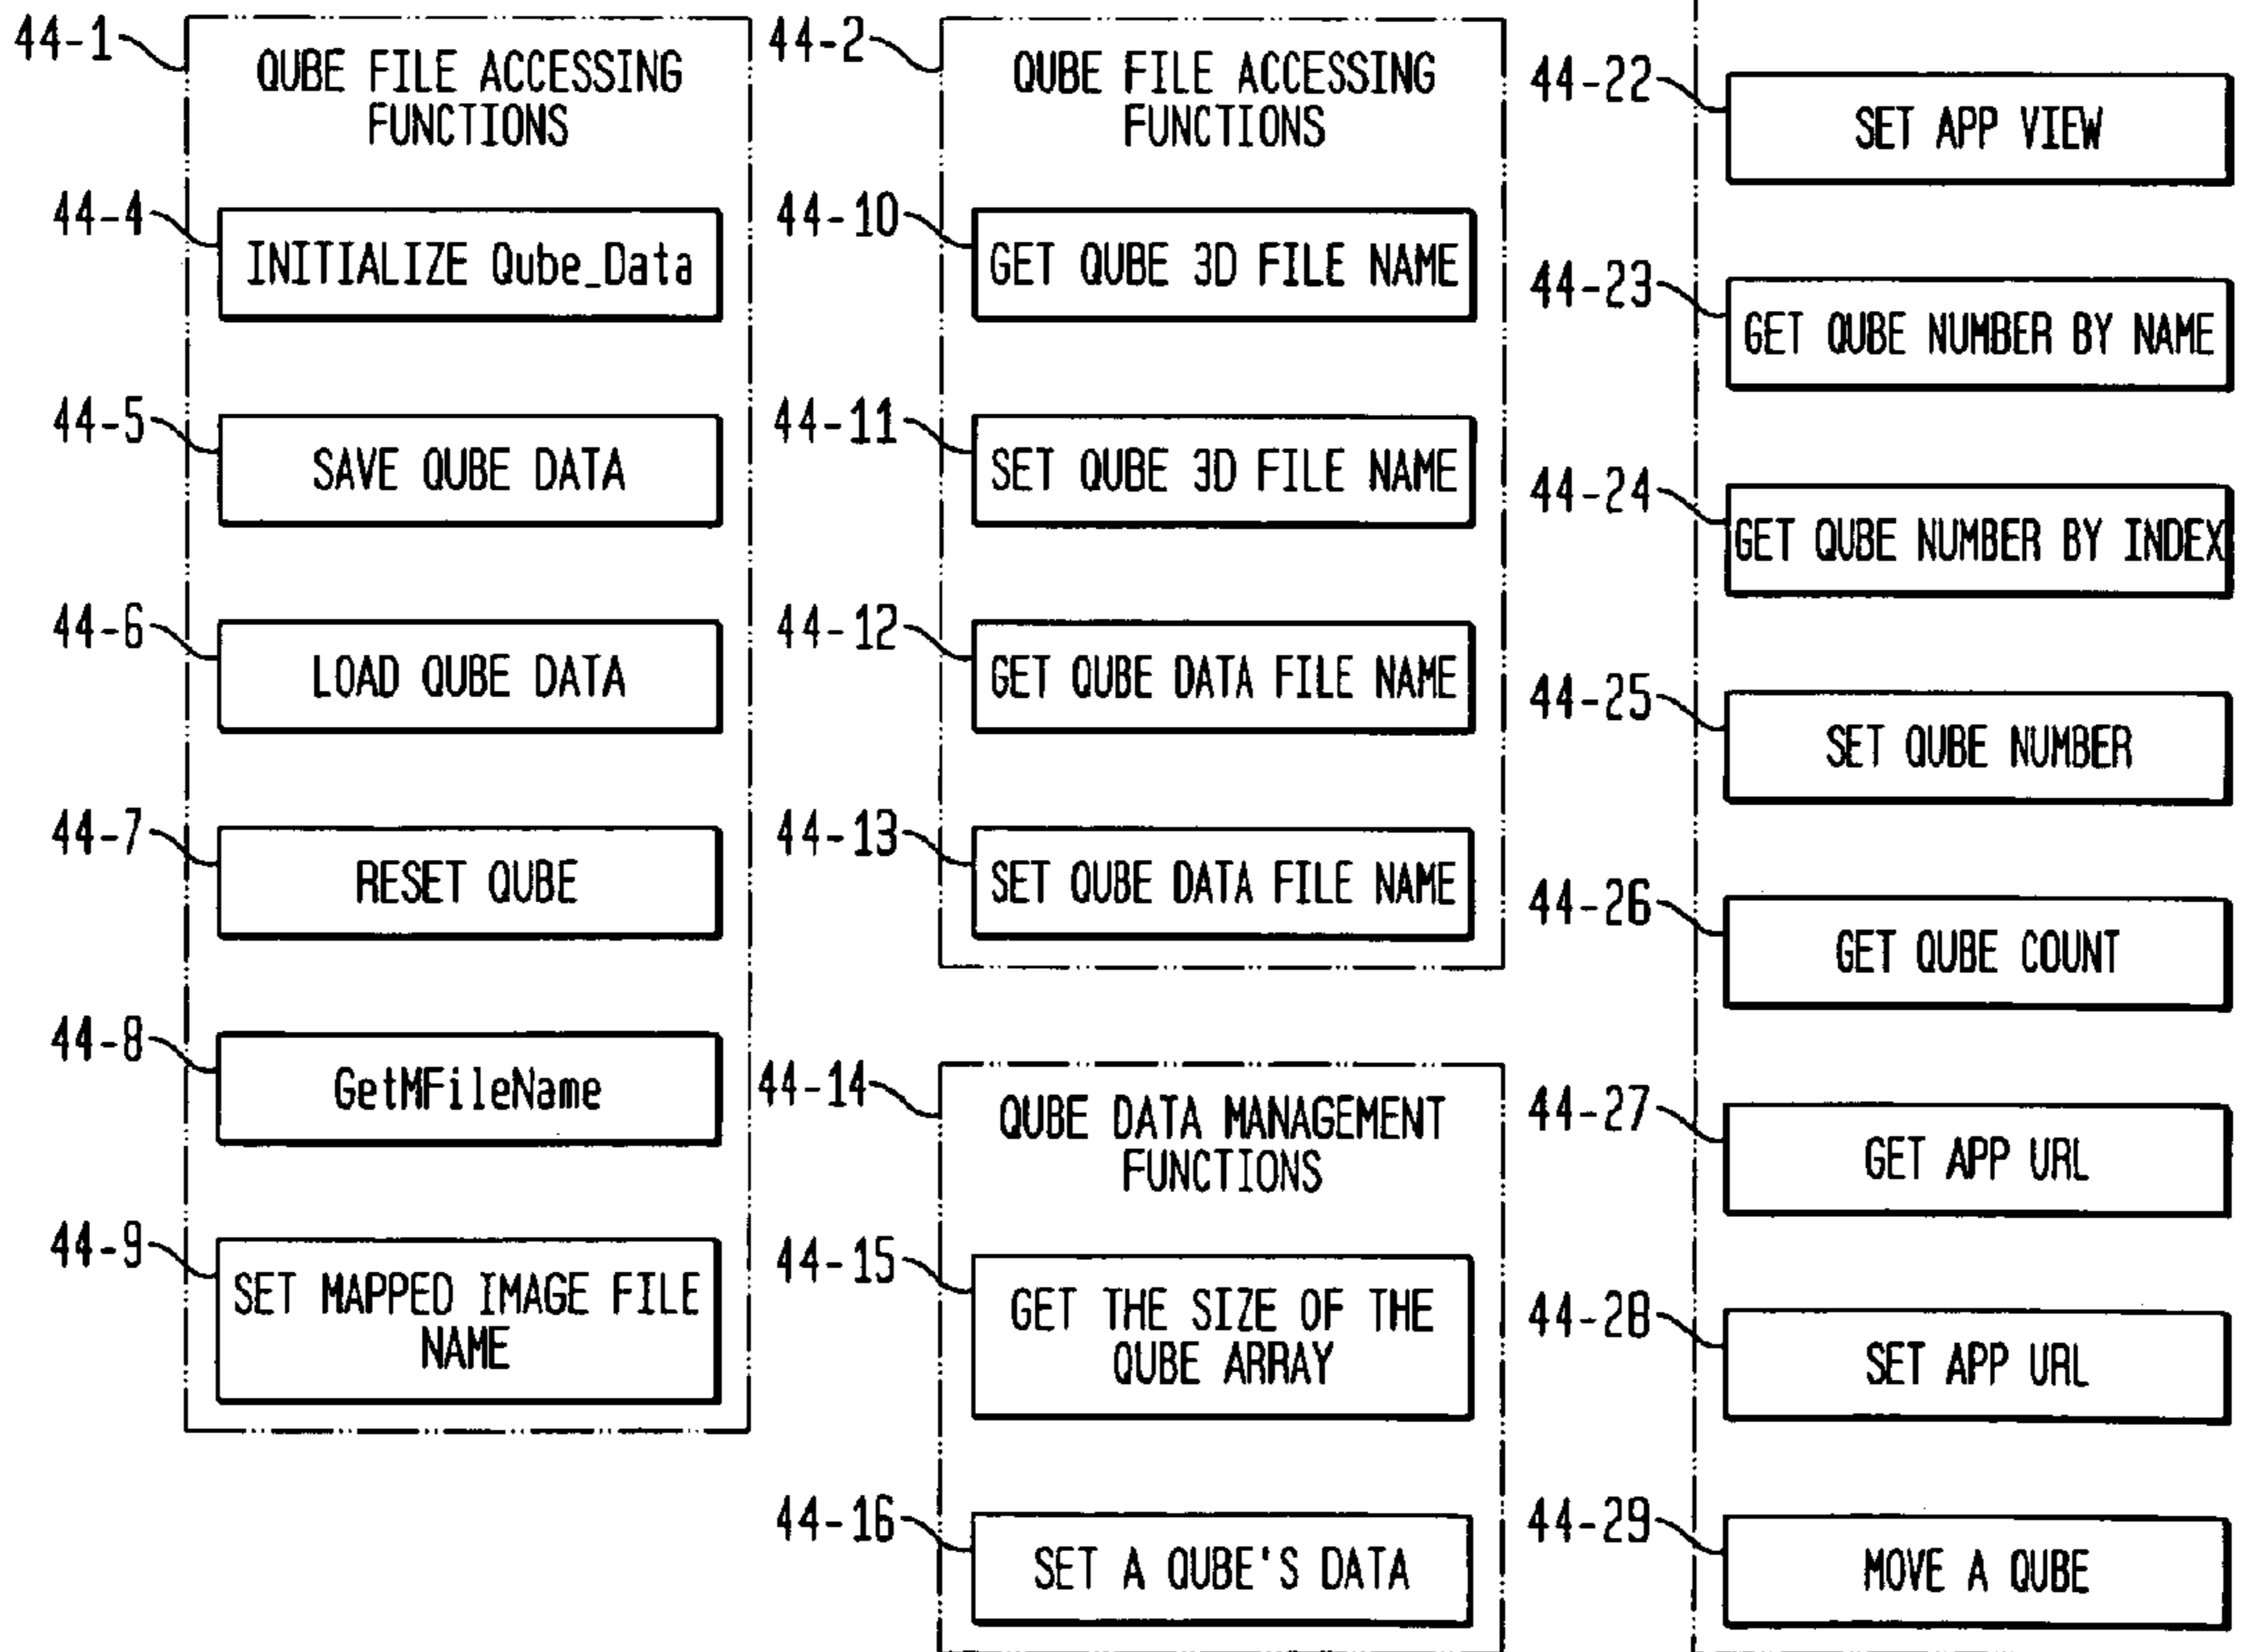 44-1
QUBE FILE ACCESSING
FUNCTIONS
44-4
INITIALIZE Qube_Data
44-5
SAVE QUBE DATA
44-6
LOAD QUBE DATA
44-7
RESET QUBE
44-8
GetMFileName
44-9
SET MAPPED IMAGE FILE
NAME
44-2
QUBE FILE ACCESSING
FUNCTIONS
44-10
GET QUBE 3D FILE NAME
44-11
SET QUBE 3D FILE NAME
44-12
GET QUBE DATA FILE NAME
44-13
SET QUBE DATA FILE NAME
44-14
QUBE DATA MANAGEMENT
FUNCTIONS
44-15
GET THE SIZE OF THE
QUBE ARRAY
44-16
SET A QUBE'S DATA
44-22
SET APP VIEW
44-23
GET QUBE NUMBER BY NAME
44-24
GET QUBE NUMBER BY INDEX
44-25
SET QUBE NUMBER
44-26
GET QUBE COUNT
44-27
GET APP URL
44-28
SET APP URL
44-29
MOVE A QUBE